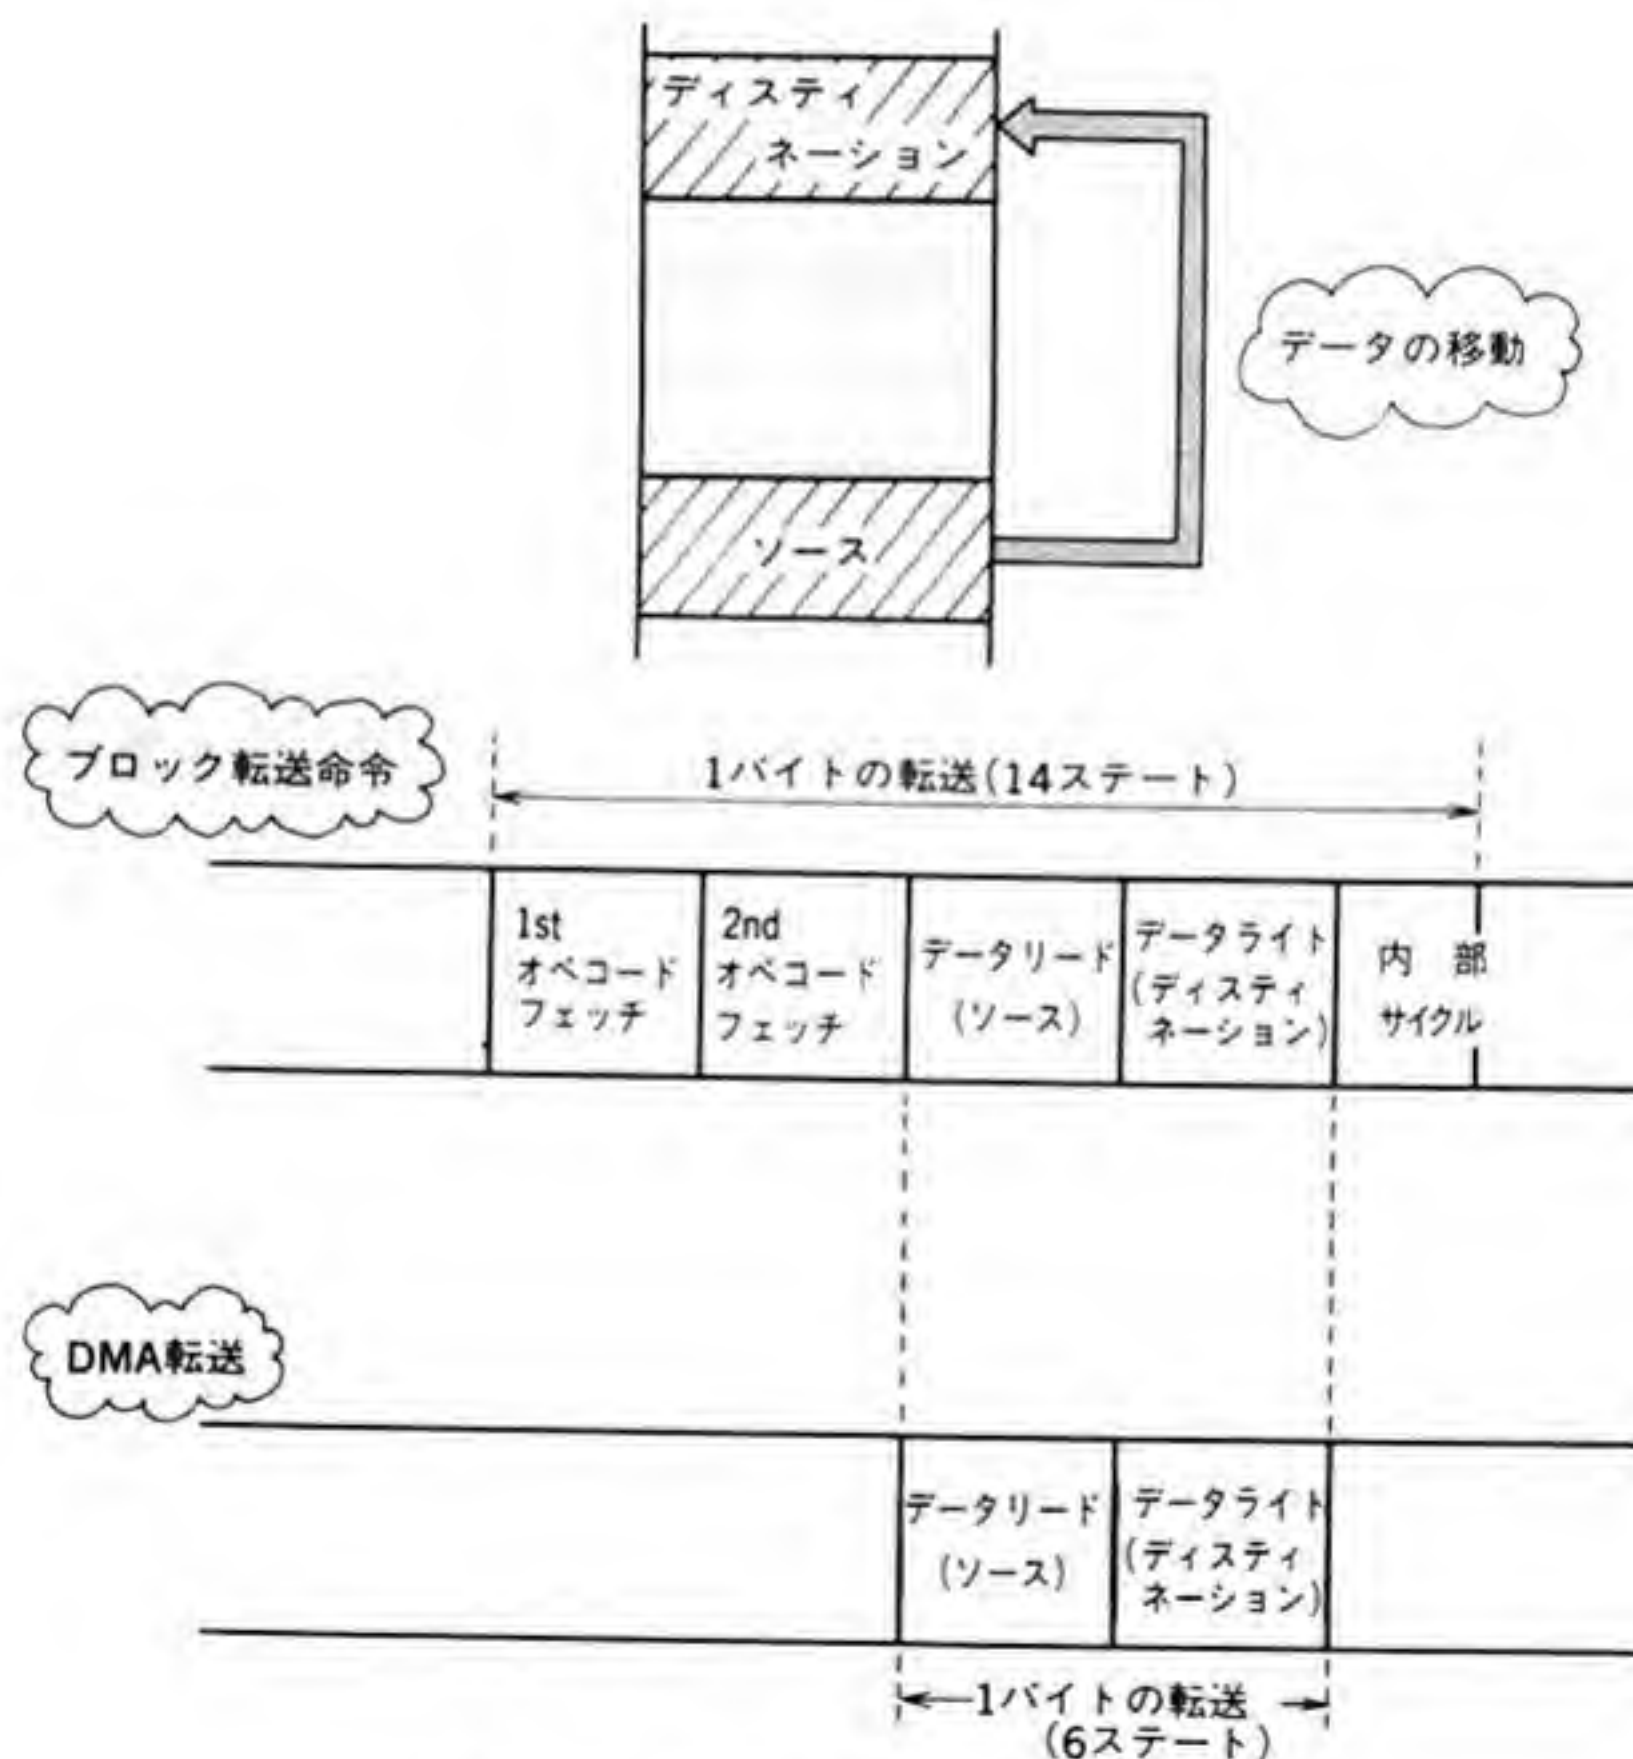 ディスティ
ネーション
データの移動
ソース
ブロック転送命令
1バイトの転送(14ステート)
1st
オペコード
フェッチ
2nd
オペコード
フェッチ
データリード
(ソース)
データライト
(ディスティ
ネーション)
内 部
サイクル
DMA転送
データリード
(ソース)
データライト
(ディスティ
ネーション)
1バイトの転送
(6ステート)